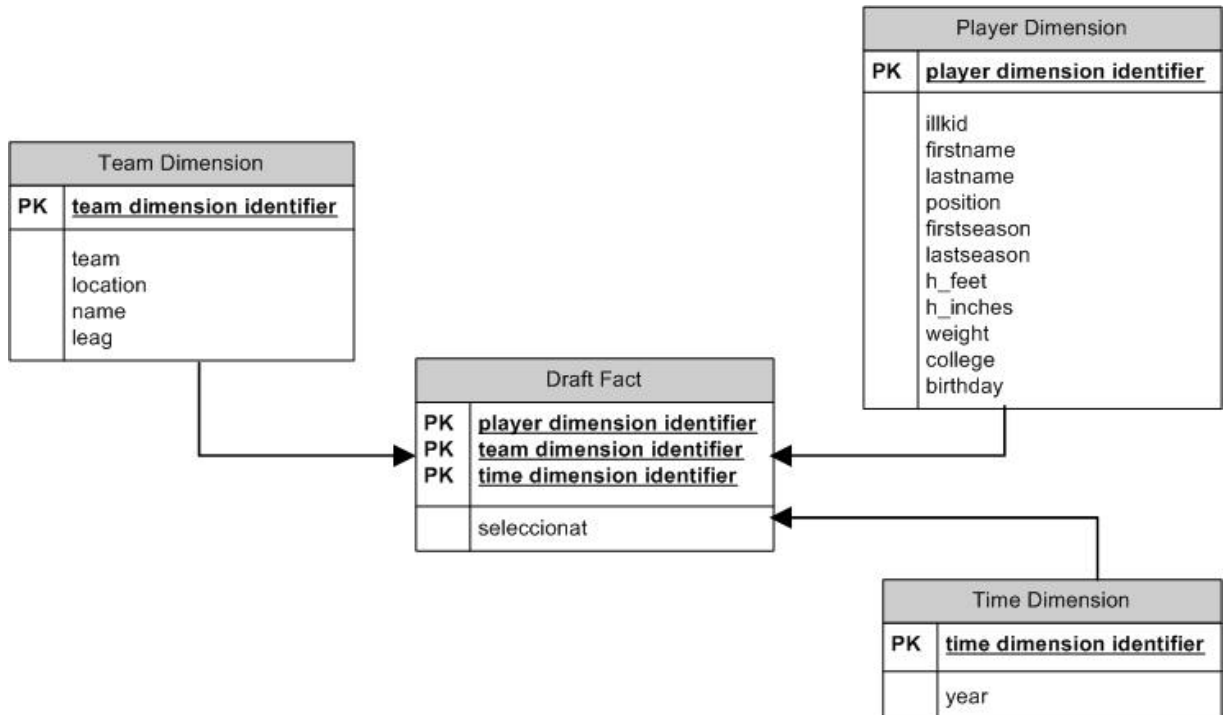 Player Dimension
PK player dimension identifier
illkid
firstname
lastname
position
firstseason
lastseason
h_feet
h_inches
weight
college
birthday
Team Dimension
PK team dimension identifier
team
location
name
leag
Draft Fact
PK player dimension identifier
PK team dimension identifier
PK time dimension identifier
seleccionat
Time Dimension
PK time dimension identifier
year